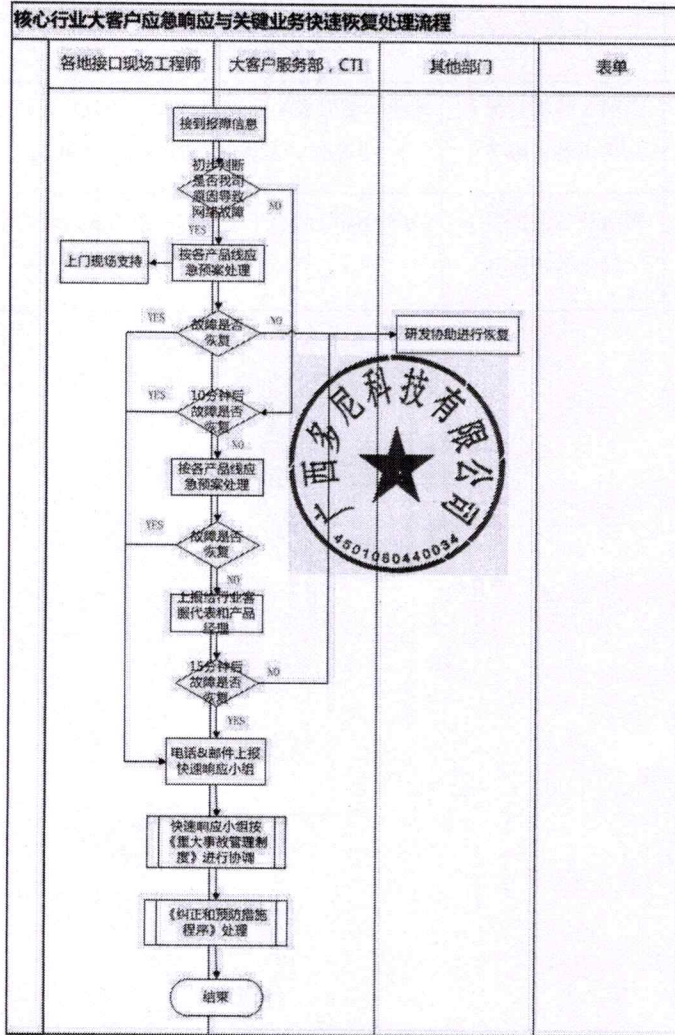 核心行业大客户应急响应与关键业务快速恢复处理流程
各地接口现场工程师
大客户服务部，CTI
其他部门
表单
接到报障信息
初步判断
是否我司
原因导致
网络故障
NO
YES
上门现场支持
按各产品线应
急预案处理
YES
故障是否
恢复
NO
研发协助进行恢复
YES
10分钟后
故障是否
恢复
NO
按各产品线应
急预案处理
YES
故障是否
恢复
NO
上报给行业客
服代表和产品
经理
15分钟后
故障是否
恢复
NO
YES
电话&邮件上报
快速响应小组
快速响应小组按
《重大事故管理制
度》进行协调
《纠正和预防措施
程序》处理
结束
广西多尼科技有限公司
4501080440034